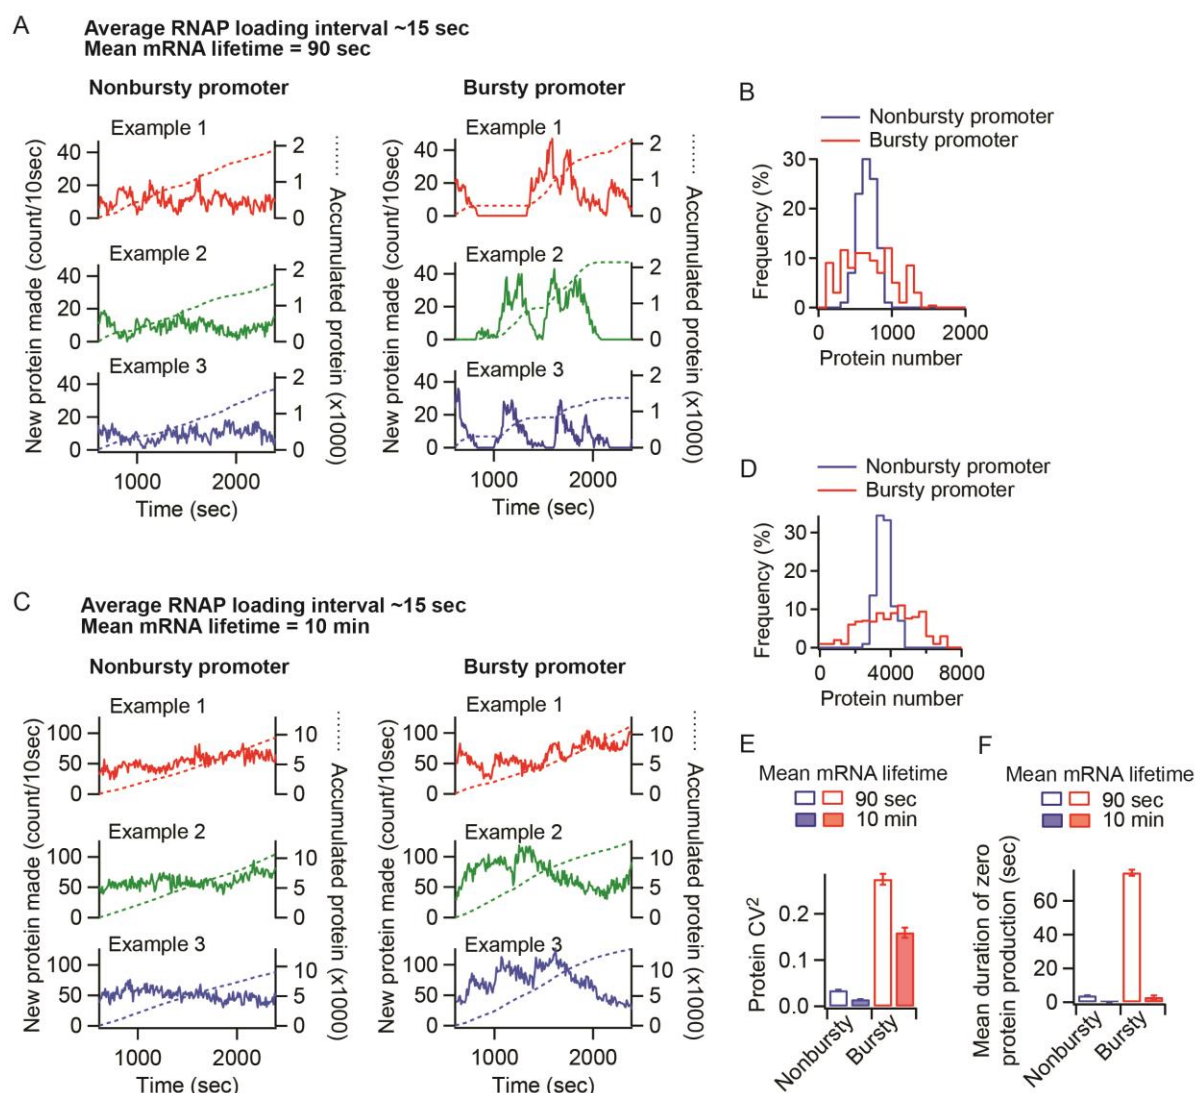 A
Average RNAP loading interval ~15 sec
Mean mRNA lifetime = 90 sec
Nonbursty promoter
Bursty promoter
New protein made (count/10sec)
Example 1
40
20
0
2
1
0
Example 2
40
20
0
2
1
0
Example 3
40
20
0
2
1
0
1000
2000
Time (sec)
Accumulated protein (x1000)
New protein made (count/10sec)
Example 1
40
20
0
2
1
0
Example 2
40
20
0
2
1
0
Example 3
40
20
0
2
1
0
1000
2000
Time (sec)
Accumulated protein (x1000)
B
Nonbursty promoter
Bursty promoter
Frequency (%)
30
20
10
0
0
1000
2000
Protein number
C
Average RNAP loading interval ~15 sec
Mean mRNA lifetime = 10 min
Nonbursty promoter
Bursty promoter
New protein made (count/10sec)
Example 1
100
50
0
10
5
0
Example 2
100
50
0
10
5
0
Example 3
100
50
0
10
5
0
1000
2000
Time (sec)
Accumulated protein (x1000)
New protein made (count/10sec)
Example 1
100
50
0
10
5
0
Example 2
100
50
0
10
5
0
Example 3
100
50
0
10
5
0
1000
2000
Time (sec)
Accumulated protein (x1000)
D
Nonbursty promoter
Bursty promoter
Frequency (%)
30
20
10
0
0
4000
8000
Protein number
E
Mean mRNA lifetime
90 sec
10 min
Protein CV²
0.2
0.1
0.0
Nonbursty
Bursty
F
Mean mRNA lifetime
90 sec
10 min
Mean duration of zero
protein production (sec)
60
40
20
0
Nonbursty
Bursty